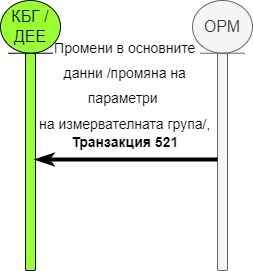 КБГ /
ДЕЕ
ОРМ
Промени в основните
данни /промяна на
параметри
на измервателната група/,
Транзакция 521